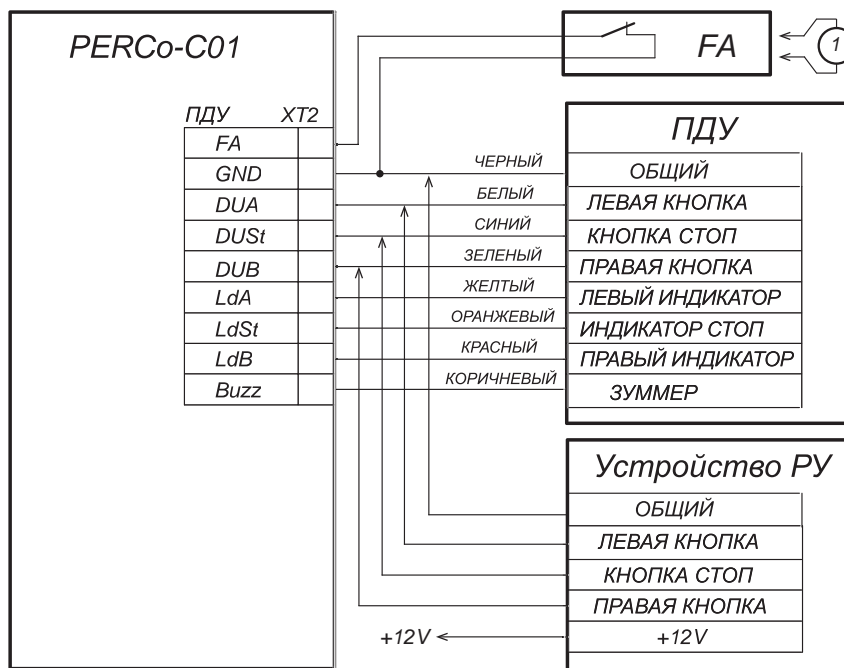 PERCo-C01
FA
1
ПДУ XT2
FA
GND
DUA
DUSt
DUB
LdA
LdSt
LdB
Buzz
ЧЕРНЫЙ
БЕЛЫЙ
СИНИЙ
ЗЕЛЕНЫЙ
ЖЕЛТЫЙ
ОРАНЖЕВЫЙ
КРАСНЫЙ
КОРИЧНЕВЫЙ
ПДУ
ОБЩИЙ
ЛЕВАЯ КНОПКА
КНОПКА СТОП
ПРАВАЯ КНОПКА
ЛЕВЫЙ ИНДИКАТОР
ИНДИКАТОР СТОП
ПРАВЫЙ ИНДИКАТОР
ЗУММЕР
Устройство РУ
ОБЩИЙ
ЛЕВАЯ КНОПКА
КНОПКА СТОП
ПРАВАЯ КНОПКА
+12V
+12V